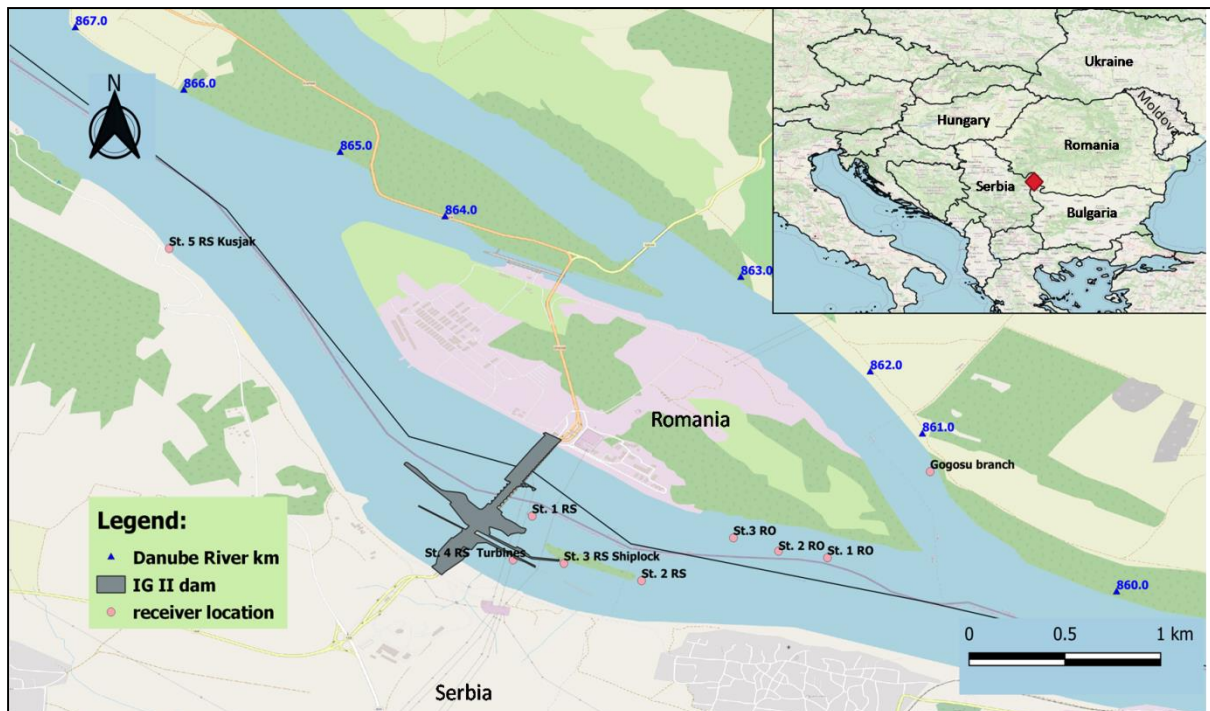 867.0
866.0
865.0
864.0
863.0
862.0
861.0
860.0
N
St. 5 RS Kusjak
Romania
Gogosu branch
St. 1 RS
St.3 RO
St. 2 RO
St. 1 RO
St. 4 RS Turbines
St. 3 RS Shiplock
St. 2 RS
Serbia
Legend:
Danube River km
IG II dam
receiver location
0 0.5 1 km
Ukraine
Moldova
Hungary
Romania
Serbia
Bulgaria